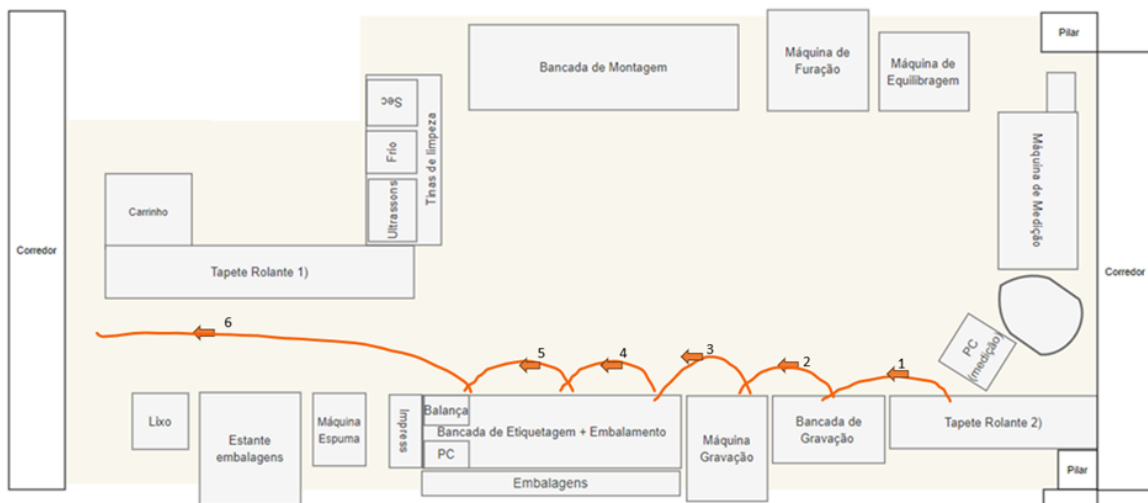 Pilar
Bancada de Montagem
Máquina de
Furação
Máquina de
Equilibragem
Sec
Frio
Ultrassons
Tinas de limpeza
Máquina de Medição
Carrinho
Corredor
Tapete Rolante 1)
Corredor
6
PC
(medição)
5
4
3
2
1
Lixo
Estante
embalagens
Máquina
Espuma
Impress
Balança
Bancada de Etiquetagem + Embalamento
PC
Embalagens
Máquina
Gravação
Bancada de
Gravação
Tapete Rolante 2)
Pilar